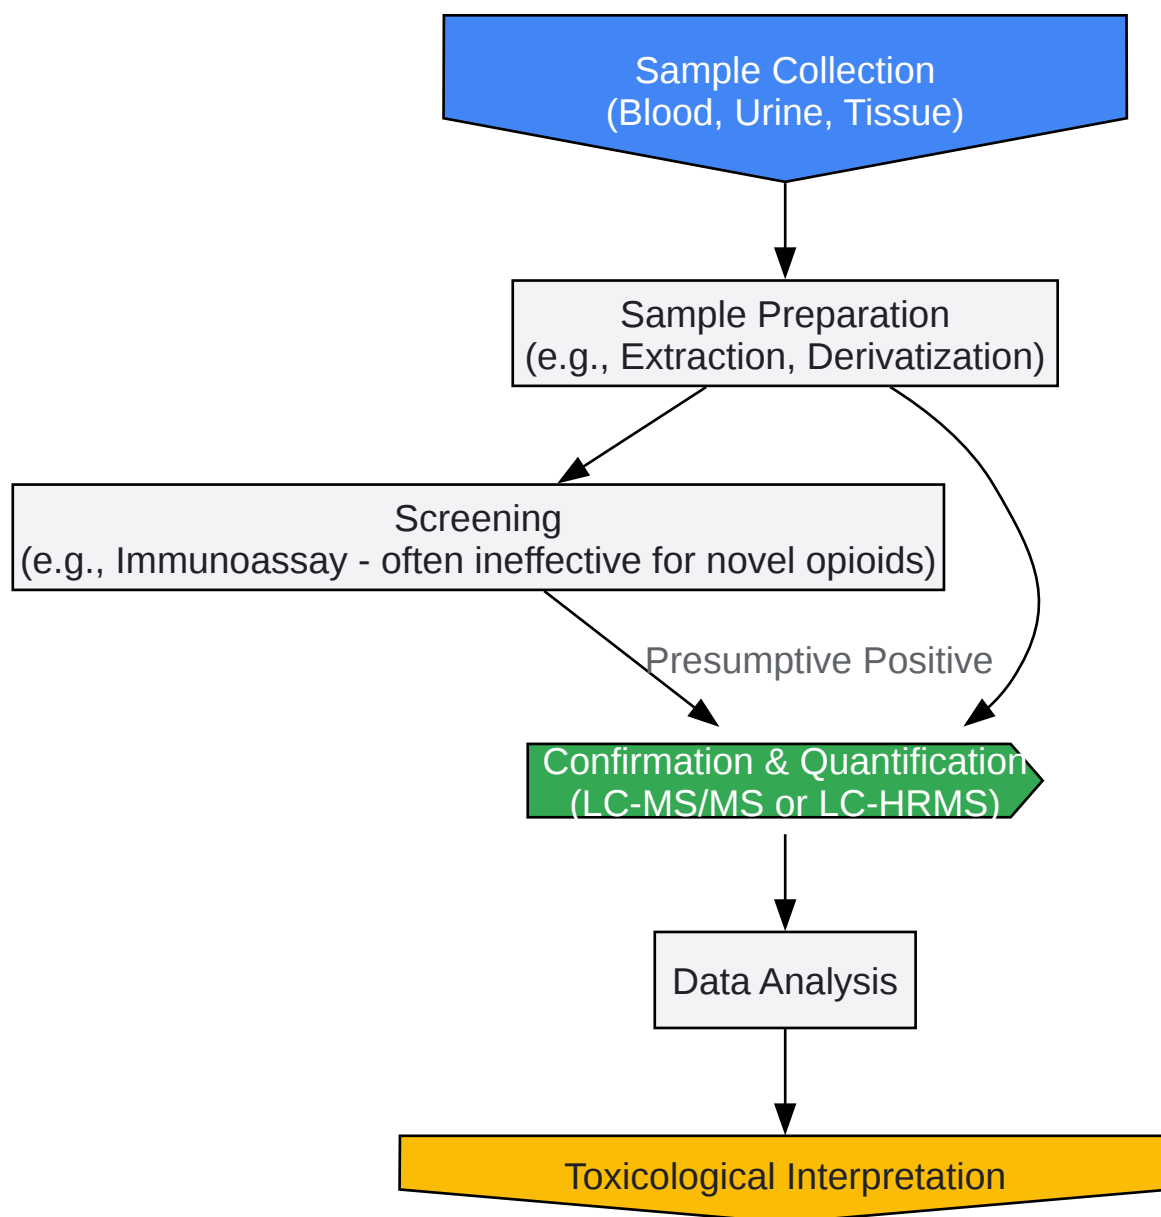 Sample Collection
(Blood, Urine, Tissue)
Sample Preparation
(e.g., Extraction, Derivatization)
Screening
(e.g., Immunoassay - often ineffective for novel opioids)
Presumptive Positive
Confirmation & Quantification
(LC-MS/MS or LC-HRMS)
Data Analysis
Toxicological Interpretation